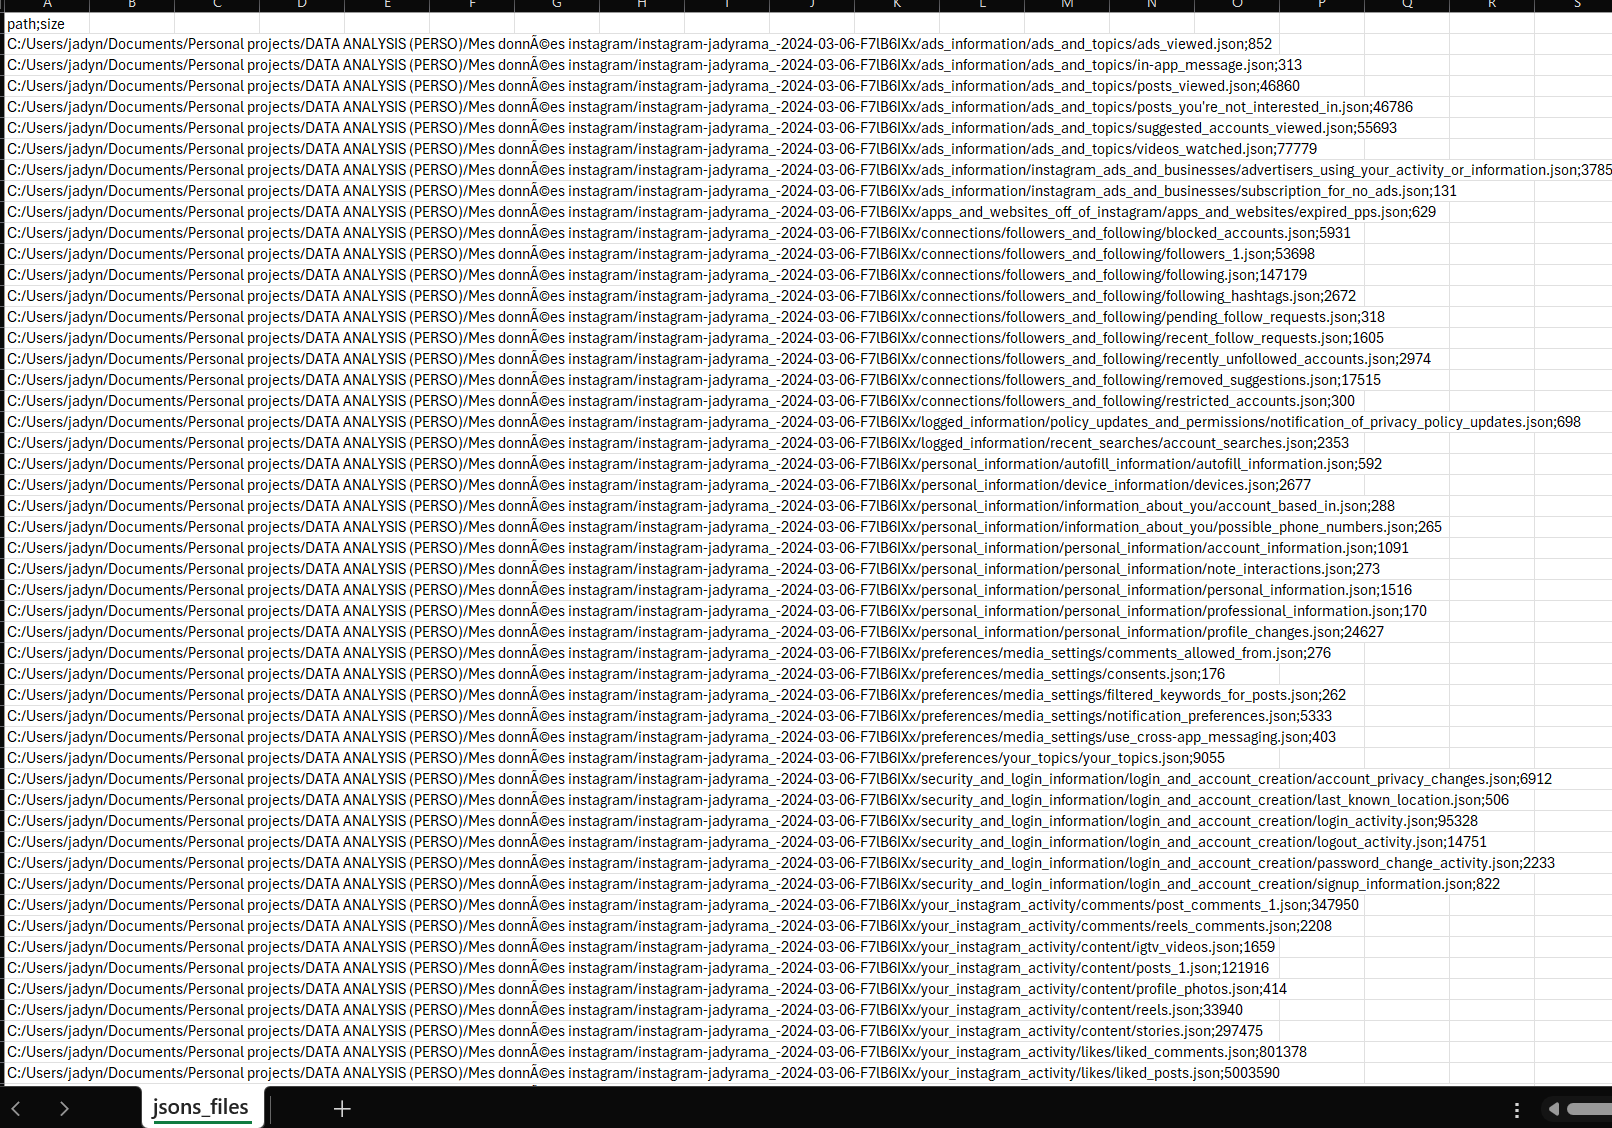 A B C D E F G H I J K L M N O P Q R S
path;size
C:/Users/jadyn/Documents/Personal projects/DATA ANALYSIS (PERSO)/Mes donnÃ©es instagram/instagram-jadyrama_-2024-03-06-F7lB6IXx/ads_information/ads_and_topics/ads_viewed.json;852
C:/Users/jadyn/Documents/Personal projects/DATA ANALYSIS (PERSO)/Mes donnÃ©es instagram/instagram-jadyrama_-2024-03-06-F7lB6IXx/ads_information/ads_and_topics/in-app_message.json;313
C:/Users/jadyn/Documents/Personal projects/DATA ANALYSIS (PERSO)/Mes donnÃ©es instagram/instagram-jadyrama_-2024-03-06-F7lB6IXx/ads_information/ads_and_topics/posts_viewed.json;46860
C:/Users/jadyn/Documents/Personal projects/DATA ANALYSIS (PERSO)/Mes donnÃ©es instagram/instagram-jadyrama_-2024-03-06-F7lB6IXx/ads_information/ads_and_topics/posts_you're_not_interested_in.json;46786
C:/Users/jadyn/Documents/Personal projects/DATA ANALYSIS (PERSO)/Mes donnÃ©es instagram/instagram-jadyrama_-2024-03-06-F7lB6IXx/ads_information/ads_and_topics/suggested_accounts_viewed.json;55693
C:/Users/jadyn/Documents/Personal projects/DATA ANALYSIS (PERSO)/Mes donnÃ©es instagram/instagram-jadyrama_-2024-03-06-F7lB6IXx/ads_information/ads_and_topics/videos_watched.json;77779
C:/Users/jadyn/Documents/Personal projects/DATA ANALYSIS (PERSO)/Mes donnÃ©es instagram/instagram-jadyrama_-2024-03-06-F7lB6IXx/ads_information/instagram_ads_and_businesses/advertisers_using_your_activity_or_information.json;3785
C:/Users/jadyn/Documents/Personal projects/DATA ANALYSIS (PERSO)/Mes donnÃ©es instagram/instagram-jadyrama_-2024-03-06-F7lB6IXx/ads_information/instagram_ads_and_businesses/subscription_for_no_ads.json;131
C:/Users/jadyn/Documents/Personal projects/DATA ANALYSIS (PERSO)/Mes donnÃ©es instagram/instagram-jadyrama_-2024-03-06-F7lB6IXx/apps_and_websites_off_of_instagram/apps_and_websites/expired_pps.json;629
C:/Users/jadyn/Documents/Personal projects/DATA ANALYSIS (PERSO)/Mes donnÃ©es instagram/instagram-jadyrama_-2024-03-06-F7lB6IXx/connections/followers_and_following/blocked_accounts.json;5931
C:/Users/jadyn/Documents/Personal projects/DATA ANALYSIS (PERSO)/Mes donnÃ©es instagram/instagram-jadyrama_-2024-03-06-F7lB6IXx/connections/followers_and_following/followers_1.json;53698
C:/Users/jadyn/Documents/Personal projects/DATA ANALYSIS (PERSO)/Mes donnÃ©es instagram/instagram-jadyrama_-2024-03-06-F7lB6IXx/connections/followers_and_following/following.json;147179
C:/Users/jadyn/Documents/Personal projects/DATA ANALYSIS (PERSO)/Mes donnÃ©es instagram/instagram-jadyrama_-2024-03-06-F7lB6IXx/connections/followers_and_following/following_hashtags.json;2672
C:/Users/jadyn/Documents/Personal projects/DATA ANALYSIS (PERSO)/Mes donnÃ©es instagram/instagram-jadyrama_-2024-03-06-F7lB6IXx/connections/followers_and_following/pending_follow_requests.json;318
C:/Users/jadyn/Documents/Personal projects/DATA ANALYSIS (PERSO)/Mes donnÃ©es instagram/instagram-jadyrama_-2024-03-06-F7lB6IXx/connections/followers_and_following/recent_follow_requests.json;1605
C:/Users/jadyn/Documents/Personal projects/DATA ANALYSIS (PERSO)/Mes donnÃ©es instagram/instagram-jadyrama_-2024-03-06-F7lB6IXx/connections/followers_and_following/recently_unfollowed_accounts.json;2974
C:/Users/jadyn/Documents/Personal projects/DATA ANALYSIS (PERSO)/Mes donnÃ©es instagram/instagram-jadyrama_-2024-03-06-F7lB6IXx/connections/followers_and_following/removed_suggestions.json;17515
C:/Users/jadyn/Documents/Personal projects/DATA ANALYSIS (PERSO)/Mes donnÃ©es instagram/instagram-jadyrama_-2024-03-06-F7lB6IXx/connections/followers_and_following/restricted_accounts.json;300
C:/Users/jadyn/Documents/Personal projects/DATA ANALYSIS (PERSO)/Mes donnÃ©es instagram/instagram-jadyrama_-2024-03-06-F7lB6IXx/logged_information/policy_updates_and_permissions/notification_of_privacy_policy_updates.json;698
C:/Users/jadyn/Documents/Personal projects/DATA ANALYSIS (PERSO)/Mes donnÃ©es instagram/instagram-jadyrama_-2024-03-06-F7lB6IXx/logged_information/recent_searches/account_searches.json;2353
C:/Users/jadyn/Documents/Personal projects/DATA ANALYSIS (PERSO)/Mes donnÃ©es instagram/instagram-jadyrama_-2024-03-06-F7lB6IXx/personal_information/autofill_information/autofill_information.json;592
C:/Users/jadyn/Documents/Personal projects/DATA ANALYSIS (PERSO)/Mes donnÃ©es instagram/instagram-jadyrama_-2024-03-06-F7lB6IXx/personal_information/device_information/devices.json;2677
C:/Users/jadyn/Documents/Personal projects/DATA ANALYSIS (PERSO)/Mes donnÃ©es instagram/instagram-jadyrama_-2024-03-06-F7lB6IXx/personal_information/information_about_you/account_based_in.json;288
C:/Users/jadyn/Documents/Personal projects/DATA ANALYSIS (PERSO)/Mes donnÃ©es instagram/instagram-jadyrama_-2024-03-06-F7lB6IXx/personal_information/information_about_you/possible_phone_numbers.json;265
C:/Users/jadyn/Documents/Personal projects/DATA ANALYSIS (PERSO)/Mes donnÃ©es instagram/instagram-jadyrama_-2024-03-06-F7lB6IXx/personal_information/personal_information/account_information.json;1091
C:/Users/jadyn/Documents/Personal projects/DATA ANALYSIS (PERSO)/Mes donnÃ©es instagram/instagram-jadyrama_-2024-03-06-F7lB6IXx/personal_information/personal_information/note_interactions.json;273
C:/Users/jadyn/Documents/Personal projects/DATA ANALYSIS (PERSO)/Mes donnÃ©es instagram/instagram-jadyrama_-2024-03-06-F7lB6IXx/personal_information/personal_information/personal_information.json;1516
C:/Users/jadyn/Documents/Personal projects/DATA ANALYSIS (PERSO)/Mes donnÃ©es instagram/instagram-jadyrama_-2024-03-06-F7lB6IXx/personal_information/personal_information/professional_information.json;170
C:/Users/jadyn/Documents/Personal projects/DATA ANALYSIS (PERSO)/Mes donnÃ©es instagram/instagram-jadyrama_-2024-03-06-F7lB6IXx/personal_information/personal_information/profile_changes.json;24627
C:/Users/jadyn/Documents/Personal projects/DATA ANALYSIS (PERSO)/Mes donnÃ©es instagram/instagram-jadyrama_-2024-03-06-F7lB6IXx/preferences/media_settings/comments_allowed_from.json;276
C:/Users/jadyn/Documents/Personal projects/DATA ANALYSIS (PERSO)/Mes donnÃ©es instagram/instagram-jadyrama_-2024-03-06-F7lB6IXx/preferences/media_settings/consents.json;176
C:/Users/jadyn/Documents/Personal projects/DATA ANALYSIS (PERSO)/Mes donnÃ©es instagram/instagram-jadyrama_-2024-03-06-F7lB6IXx/preferences/media_settings/filtered_keywords_for_posts.json;262
C:/Users/jadyn/Documents/Personal projects/DATA ANALYSIS (PERSO)/Mes donnÃ©es instagram/instagram-jadyrama_-2024-03-06-F7lB6IXx/preferences/media_settings/notification_preferences.json;5333
C:/Users/jadyn/Documents/Personal projects/DATA ANALYSIS (PERSO)/Mes donnÃ©es instagram/instagram-jadyrama_-2024-03-06-F7lB6IXx/preferences/media_settings/use_cross-app_messaging.json;403
C:/Users/jadyn/Documents/Personal projects/DATA ANALYSIS (PERSO)/Mes donnÃ©es instagram/instagram-jadyrama_-2024-03-06-F7lB6IXx/preferences/your_topics/your_topics.json;9055
C:/Users/jadyn/Documents/Personal projects/DATA ANALYSIS (PERSO)/Mes donnÃ©es instagram/instagram-jadyrama_-2024-03-06-F7lB6IXx/security_and_login_information/login_and_account_creation/account_privacy_changes.json;6912
C:/Users/jadyn/Documents/Personal projects/DATA ANALYSIS (PERSO)/Mes donnÃ©es instagram/instagram-jadyrama_-2024-03-06-F7lB6IXx/security_and_login_information/login_and_account_creation/last_known_location.json;506
C:/Users/jadyn/Documents/Personal projects/DATA ANALYSIS (PERSO)/Mes donnÃ©es instagram/instagram-jadyrama_-2024-03-06-F7lB6IXx/security_and_login_information/login_and_account_creation/login_activity.json;95328
C:/Users/jadyn/Documents/Personal projects/DATA ANALYSIS (PERSO)/Mes donnÃ©es instagram/instagram-jadyrama_-2024-03-06-F7lB6IXx/security_and_login_information/login_and_account_creation/logout_activity.json;14751
C:/Users/jadyn/Documents/Personal projects/DATA ANALYSIS (PERSO)/Mes donnÃ©es instagram/instagram-jadyrama_-2024-03-06-F7lB6IXx/security_and_login_information/login_and_account_creation/password_change_activity.json;2233
C:/Users/jadyn/Documents/Personal projects/DATA ANALYSIS (PERSO)/Mes donnÃ©es instagram/instagram-jadyrama_-2024-03-06-F7lB6IXx/security_and_login_information/login_and_account_creation/signup_information.json;822
C:/Users/jadyn/Documents/Personal projects/DATA ANALYSIS (PERSO)/Mes donnÃ©es instagram/instagram-jadyrama_-2024-03-06-F7lB6IXx/your_instagram_activity/comments/post_comments_1.json;347950
C:/Users/jadyn/Documents/Personal projects/DATA ANALYSIS (PERSO)/Mes donnÃ©es instagram/instagram-jadyrama_-2024-03-06-F7lB6IXx/your_instagram_activity/comments/reels_comments.json;2208
C:/Users/jadyn/Documents/Personal projects/DATA ANALYSIS (PERSO)/Mes donnÃ©es instagram/instagram-jadyrama_-2024-03-06-F7lB6IXx/your_instagram_activity/content/igtv_videos.json;1659
C:/Users/jadyn/Documents/Personal projects/DATA ANALYSIS (PERSO)/Mes donnÃ©es instagram/instagram-jadyrama_-2024-03-06-F7lB6IXx/your_instagram_activity/content/posts_1.json;121916
C:/Users/jadyn/Documents/Personal projects/DATA ANALYSIS (PERSO)/Mes donnÃ©es instagram/instagram-jadyrama_-2024-03-06-F7lB6IXx/your_instagram_activity/content/profile_photos.json;414
C:/Users/jadyn/Documents/Personal projects/DATA ANALYSIS (PERSO)/Mes donnÃ©es instagram/instagram-jadyrama_-2024-03-06-F7lB6IXx/your_instagram_activity/content/reels.json;33940
C:/Users/jadyn/Documents/Personal projects/DATA ANALYSIS (PERSO)/Mes donnÃ©es instagram/instagram-jadyrama_-2024-03-06-F7lB6IXx/your_instagram_activity/content/stories.json;297475
C:/Users/jadyn/Documents/Personal projects/DATA ANALYSIS (PERSO)/Mes donnÃ©es instagram/instagram-jadyrama_-2024-03-06-F7lB6IXx/your_instagram_activity/likes/liked_comments.json;801378
C:/Users/jadyn/Documents/Personal projects/DATA ANALYSIS (PERSO)/Mes donnÃ©es instagram/instagram-jadyrama_-2024-03-06-F7lB6IXx/your_instagram_activity/likes/liked_posts.json;5003590
jsons_files